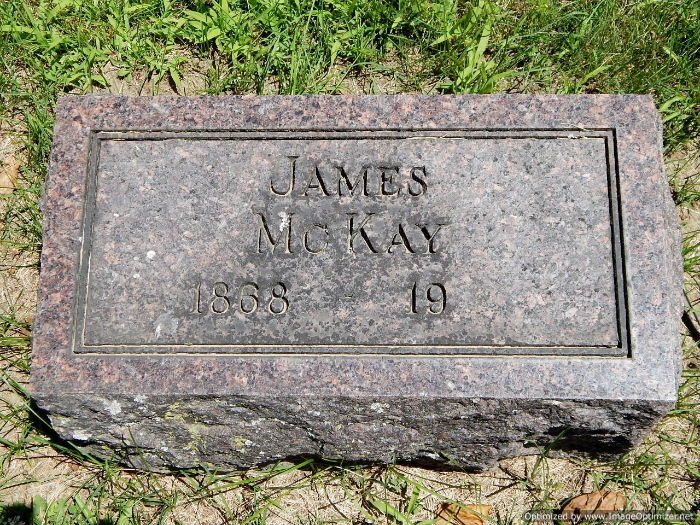 JAMES
MCKAY
1868 - 19
Optimized by www.ImageOptimizer.net